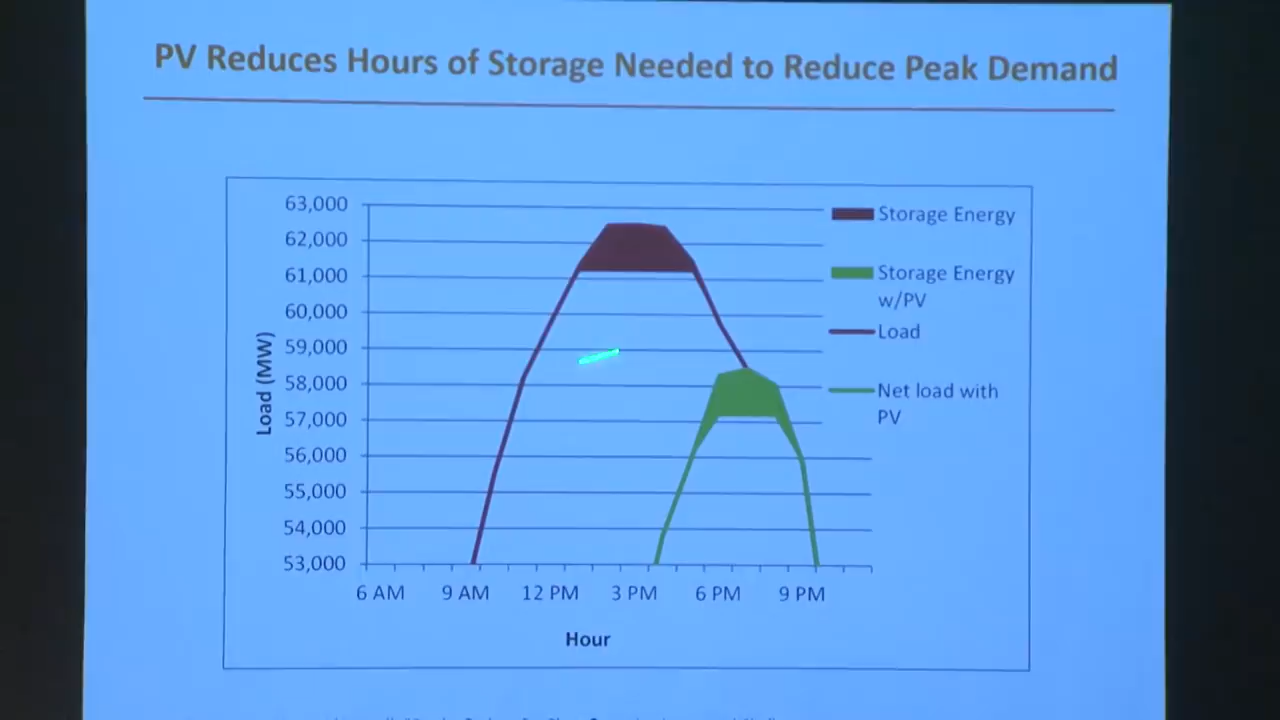 PV Reduces Hours of Storage Needed to Reduce Peak Demand
63,000
62,000
61,000
60,000
59,000
58,000
57,000
56,000
55,000
54,000
53,000
Load (MW)
6 AM 9 AM 12 PM 3 PM 6 PM 9 PM
Hour
Storage Energy
Storage Energy
w/PV
Load
Net load with
PV